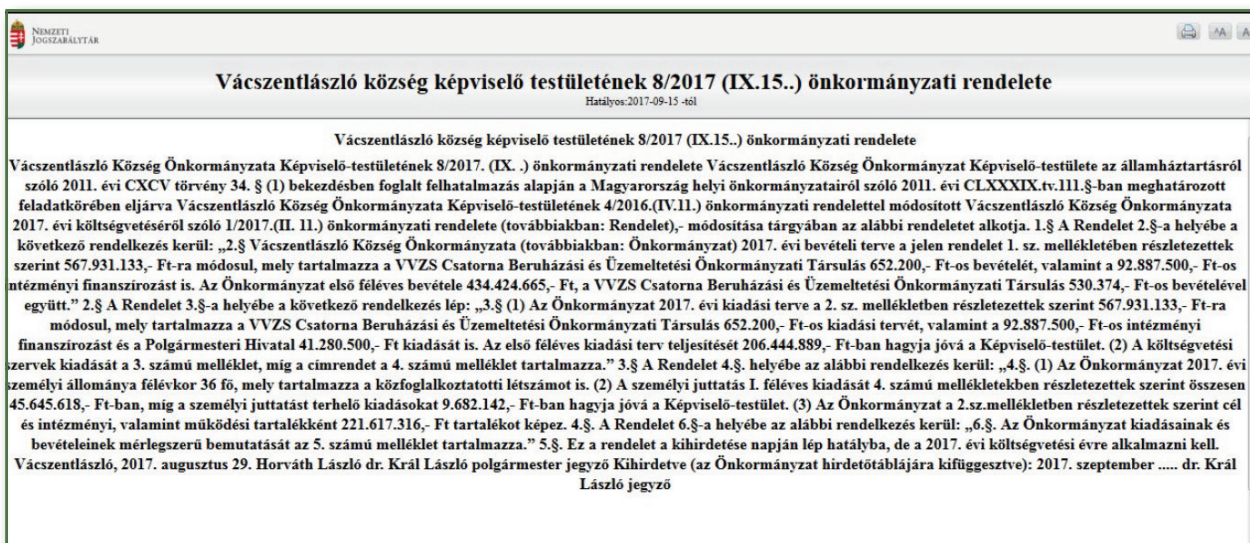 NEMZETI
JOGSZABÁLYTÁR
AA A
Vácszentlászló község képviselő testületének 8/2017 (IX.15..) önkormányzati rendelete
Hatályos:2017-09-15 -tól
Vácszentlászló község képviselő testületének 8/2017 (IX.15..) önkormányzati rendelete
Vácszentlászló Község Önkormányzata Képviselő-testületének 8/2017. (IX. .) önkormányzati rendelete Vácszentlászló Község Önkormányzat Képviselő-testülete az államháztartásról
szóló 2011. évi CXCV törvény 34. § (1) bekezdésben foglalt felhatalmazás alapján a Magyarország helyi önkormányzatairól szóló 2011. évi CLXXXIX.tv.111.§-ban meghatározott
feladatkörében eljárva Vácszentlászló Község Önkormányzata Képviselő-testületének 4/2016.(IV.11.) önkormányzati rendelettel módosított Vácszentlászló Község Önkormányzata
2017. évi költségvetéséről szóló 1/2017.(II. 11.) önkormányzati rendelete (továbbiakban: Rendelet),- módosítása tárgyában az alábbi rendeletet alkotja. 1.§ A Rendelet 2.§-a helyébe a
következő rendelkezés kerül: „2.§ Vácszentlászló Község Önkormányzata (továbbiakban: Önkormányzat) 2017. évi bevételi terve a jelen rendelet 1. sz. mellékletében részletezettek
szerint 567.931.133,- Ft-ra módosul, mely tartalmazza a VVZS Csatorna Beruházási és Üzemeltetési Önkormányzati Társulás 652.200,- Ft-os bevételét, valamint a 92.887.500,- Ft-os
ntézményi finanszírozást is. Az Önkormányzat első féléves bevétele 434.424.665,- Ft, a VVZS Csatorna Beruházási és Üzemeltetési Önkormányzati Társulás 530.374,- Ft-os bevételével
együtt.” 2.§ A Rendelet 3.§-a helyébe a következő rendelkezés lép: „3.§ (1) Az Önkormányzat 2017. évi kiadási terve a 2. sz. mellékletben részletezettek szerint 567.931.133,- Ft-ra
módosul, mely tartalmazza a VVZS Csatorna Beruházási és Üzemeltetési Önkormányzati Társulás 652.200,- Ft-os kiadási tervét, valamint a 92.887.500,- Ft-os intézményi
finanszírozást és a Polgármesteri Hivatal 41.280.500,- Ft kiadását is. Az első féléves kiadási terv teljesítését 206.444.889,- Ft-ban hagyja jóvá a Képviselő-testület. (2) A költségvetési
szervek kiadását a 3. számú melléklet, míg a címrendet a 4. számú melléklet tartalmazza.” 3.§ A Rendelet 4.§. helyébe az alábbi rendelkezés kerül: „4.§. (1) Az Önkormányzat 2017. évi
személyi állománya félévkor 36 fő, mely tartalmazza a közfoglalkoztatotti létszámot is. (2) A személyi juttatás I. féléves kiadását 4. számú mellékletekben részletezettek szerint összesen
45.645.618,- Ft-ban, míg a személyi juttatást terhelő kiadásokat 9.682.142,- Ft-ban hagyja jóvá a Képviselő-testület. (3) Az Önkormányzat a 2.sz.mellékletben részletezettek szerint cél
és intézményi, valamint működési tartalékként 221.617.316,- Ft tartalékot képez. 4.§. A Rendelet 6.§-a helyébe az alábbi rendelkezés kerül: „6.§. Az Önkormányzat kiadásainak és
bevételeinek mérlegszerű bemutatását az 5. számú melléklet tartalmazza.” 5.§. Ez a rendelet a kihirdetése napján lép hatályba, de a 2017. évi költségvetési évre alkalmazni kell.
Vácszentlászló, 2017. augusztus 29. Horváth László dr. Král László polgármester jegyző Kihirdetve (az Önkormányzat hirdetőtáblájára kifüggesztve): 2017. szeptember ..... dr. Král
László jegyző